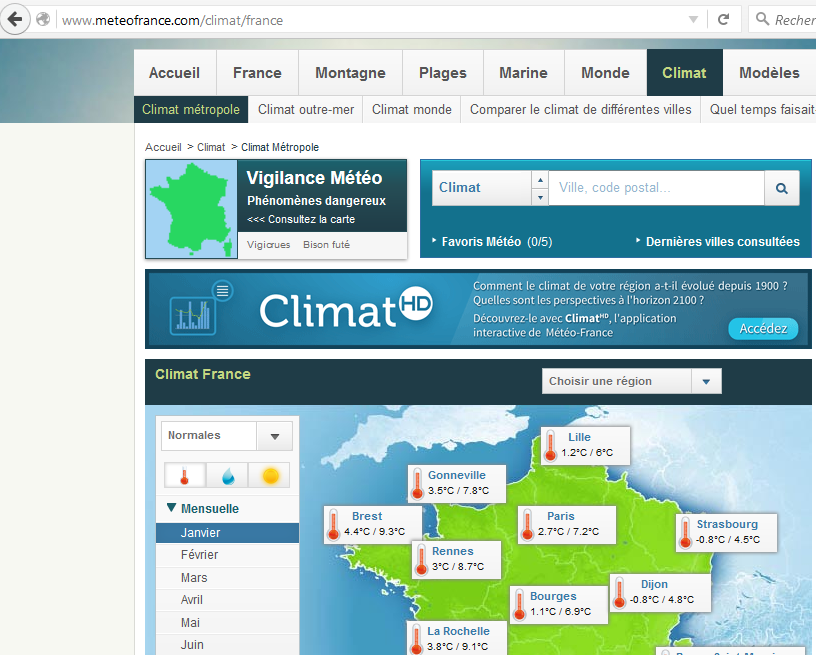 www.meteofrance.com/climat/france
Recher
Accueil
France
Montagne
Plages
Marine
Monde
Climat
Modèles
Climat métropole
Climat outre-mer
Climat monde
Comparer le climat de différentes villes
Quel temps faisait-
Accueil > Climat > Climat Métropole
Vigilance Météo
Phénomènes dangereux
<<< Consultez la carte
Vigicrues
Bison futé
Climat
Ville, code postal...
Favoris Météo (0/5)
Dernières villes consultées
Climat HD
Comment le climat de votre région a-t-il évolué depuis 1900 ?
Quelles sont les perspectives à l'horizon 2100 ?
Découvrez-le avec Climat HD, l'application
interactive de Météo-France
Accédez
Climat France
Choisir une région
Normales
Mensuelle
Janvier
Février
Mars
Avril
Mai
Juin
Lille
1.2°C / 6°C
Gonneville
3.5°C / 7.8°C
Brest
4.4°C / 9.3°C
Paris
2.7°C / 7.2°C
Strasbourg
-0.8°C / 4.5°C
Rennes
3°C / 8.7°C
Dijon
-0.8°C / 4.8°C
Bourges
1.1°C / 6.9°C
La Rochelle
3.8°C / 9.1°C